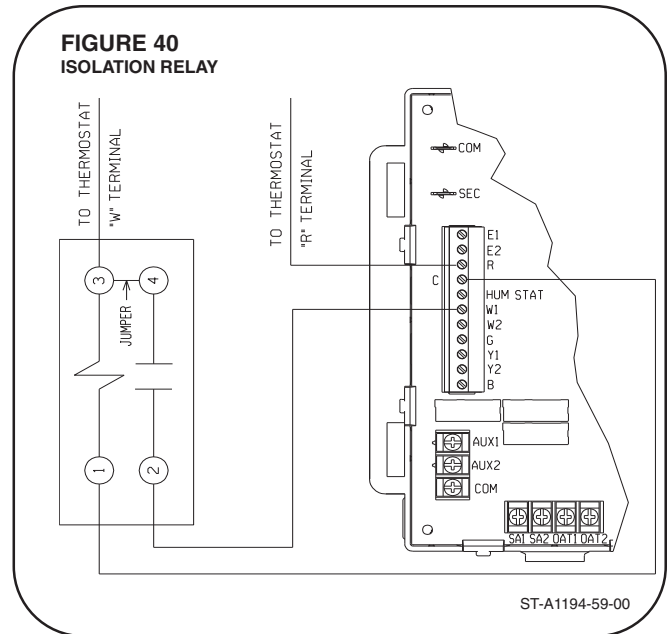 FIGURE 40
ISOLATION RELAY
TO THERMOSTAT
"W" TERMINAL
TO THERMOSTAT
"R" TERMINAL
COM
SEC
E1
E2
R
C
HUM STAT
W1
W2
G
Y1
Y2
B
3
4
JUMPER
1
2
AUX1
AUX2
COM
SA1 SA2 OAT1 OAT2
ST-A1194-59-00